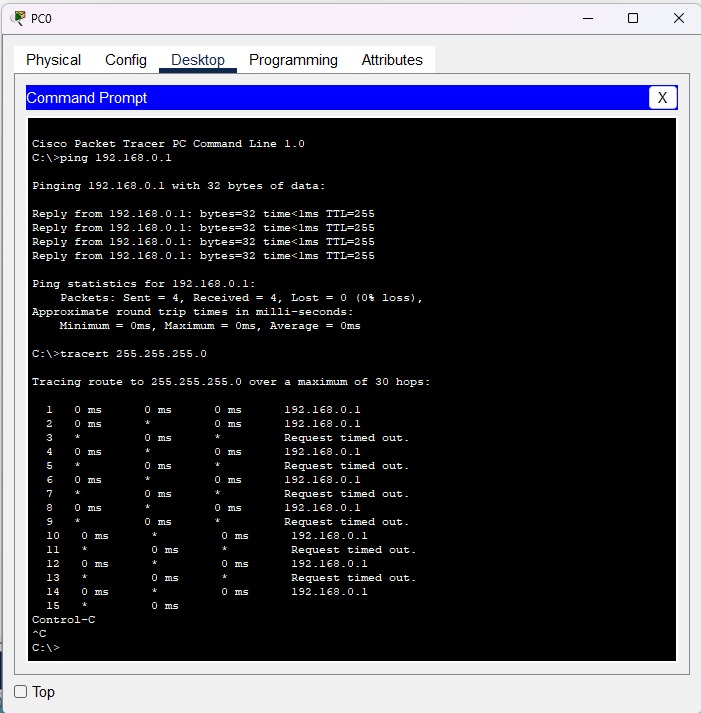 PC0
Physical Config Desktop Programming Attributes
Command Prompt X
Cisco Packet Tracer PC Command Line 1.0
C:\>ping 192.168.0.1
Pinging 192.168.0.1 with 32 bytes of data:
Reply from 192.168.0.1: bytes=32 time<1ms TTL=255
Reply from 192.168.0.1: bytes=32 time<1ms TTL=255
Reply from 192.168.0.1: bytes=32 time<1ms TTL=255
Reply from 192.168.0.1: bytes=32 time<1ms TTL=255
Ping statistics for 192.168.0.1:
Packets: Sent = 4, Received = 4, Lost = 0 (0% loss),
Approximate round trip times in milli-seconds:
Minimum = 0ms, Maximum = 0ms, Average = 0ms
C:\>tracert 255.255.255.0
Tracing route to 255.255.255.0 over a maximum of 30 hops:
1 0 ms 0 ms 0 ms 192.168.0.1
2 0 ms * 0 ms 192.168.0.1
3 * 0 ms * Request timed out.
4 0 ms * 0 ms 192.168.0.1
5 * 0 ms * Request timed out.
6 0 ms * 0 ms 192.168.0.1
7 * 0 ms * Request timed out.
8 0 ms * 0 ms 192.168.0.1
9 * 0 ms * Request timed out.
10 0 ms * 0 ms 192.168.0.1
11 * 0 ms * Request timed out.
12 0 ms * 0 ms 192.168.0.1
13 * 0 ms * Request timed out.
14 0 ms * 0 ms 192.168.0.1
15 * 0 ms
Control-C
^C
C:\>
Top